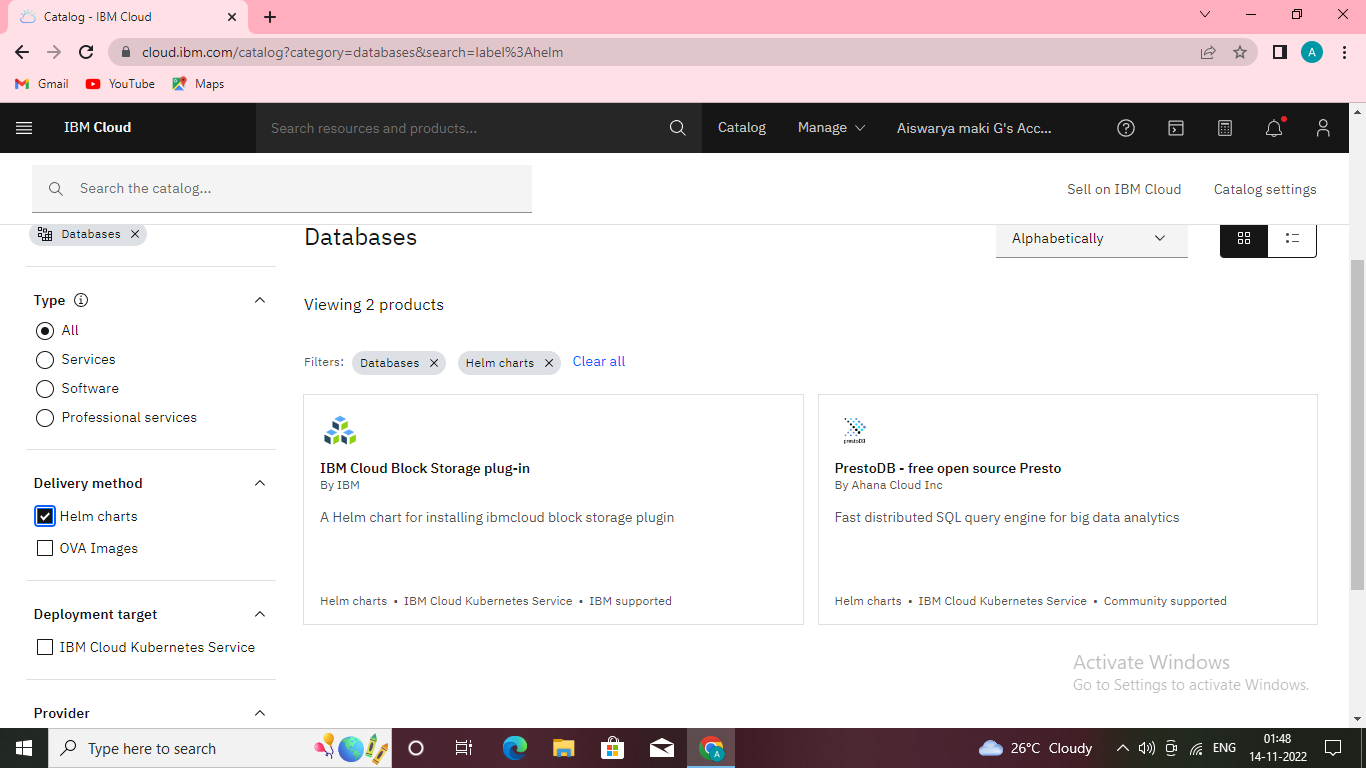 Catalog - IBM Cloud
cloud.ibm.com/catalog?category=databases&search=label%3Ahelm
A
Gmail
YouTube
Maps
IBM Cloud
Search resources and products...
Catalog
Manage
Aiswarya maki G's Acc...
Search the catalog...
Sell on IBM Cloud
Catalog settings
Databases
Databases
Alphabetically
Type
All
Services
Software
Professional services
Delivery method
Helm charts
OVA Images
Deployment target
IBM Cloud Kubernetes Service
Provider
Viewing 2 products
Filters: Databases Helm charts Clear all
IBM Cloud Block Storage plug-in
By IBM
A Helm chart for installing ibmcloud block storage plugin
Helm charts • IBM Cloud Kubernetes Service • IBM supported
prestoDB
PrestoDB - free open source Presto
By Ahana Cloud Inc
Fast distributed SQL query engine for big data analytics
Helm charts • IBM Cloud Kubernetes Service • Community supported
Activate Windows
Go to Settings to activate Windows.
Type here to search
A
26°C Cloudy
ENG
01:48
14-11-2022